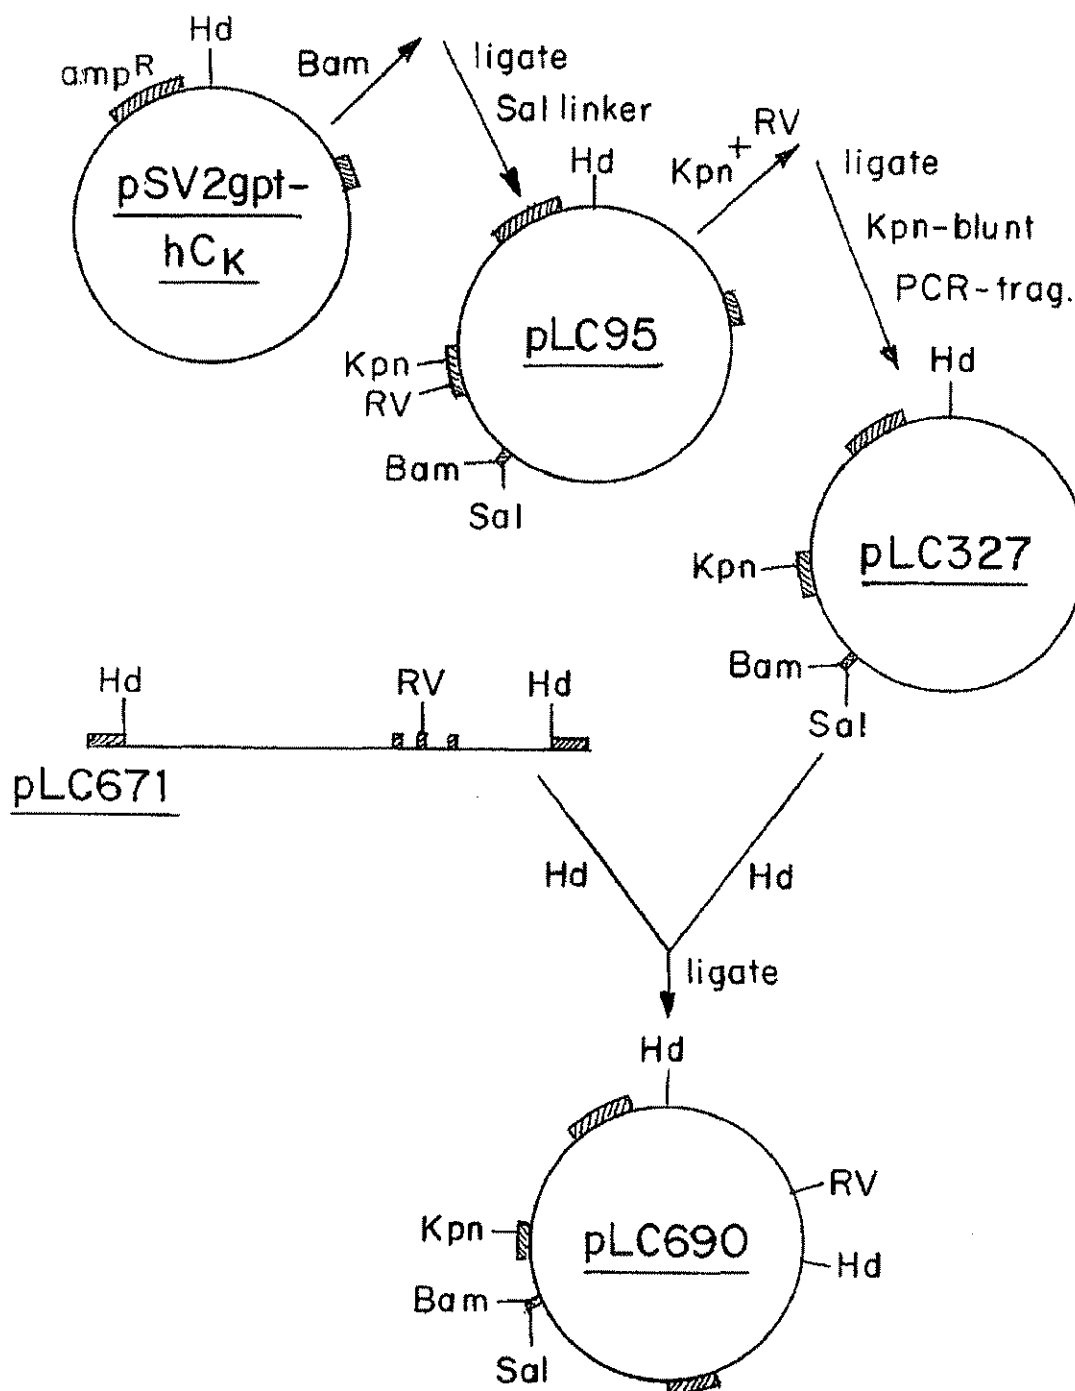 Hd
ampR
Bam
ligate
Sal linker
pSV2gpt-
hCK
Hd
Kpn + RV
ligate
Kpn-blunt
PCR-frag.
pLC95
Kpn
RV
Bam
Sal
Hd
pLC327
Kpn
Bam
Sal
Hd
RV
Hd
pLC671
Hd
Hd
ligate
Hd
RV
Kpn
pLC690
Hd
Bam
Sal